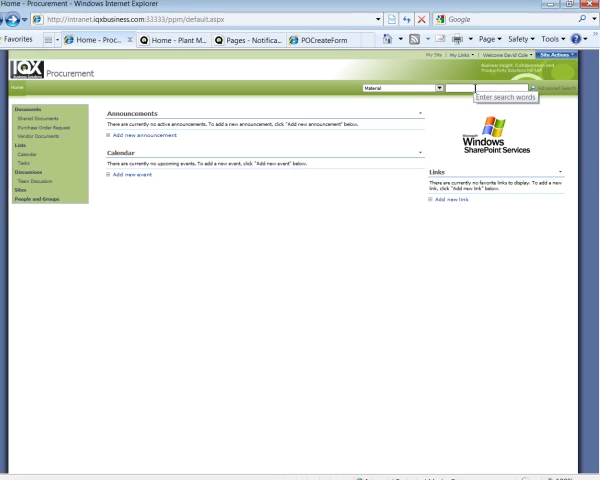 Home - Procurement - Windows Internet Explorer
http://intranet.iqxbusiness.com:33333/ppm/default.aspx
Google
Favorites
Home - Proc... X
Home - Plant M...
Pages - Notifica...
POCreateForm
Page
Safety
Tools
My Site | My Links | Welcome David Cole | Site Actions
IQX
Business Solutions
Procurement
Business Insight, Collaboration and
Productivity Solutions for SAP
Home
Material
Advanced Search
Enter search words
Documents
Shared Documents
Purchase Order Request
Vendor Documents
Lists
Calendar
Tasks
Discussions
Team Discussion
Sites
People and Groups
Announcements
There are currently no active announcements. To add a new announcement, click "Add new announcement" below.
Add new announcement
Calendar
There are currently no upcoming events. To add a new event, click "Add new event" below.
Add new event
Microsoft
Windows
SharePoint Services
Links
There are currently no favorite links to display. To add a new
link, click "Add new link" below.
Add new link
100%